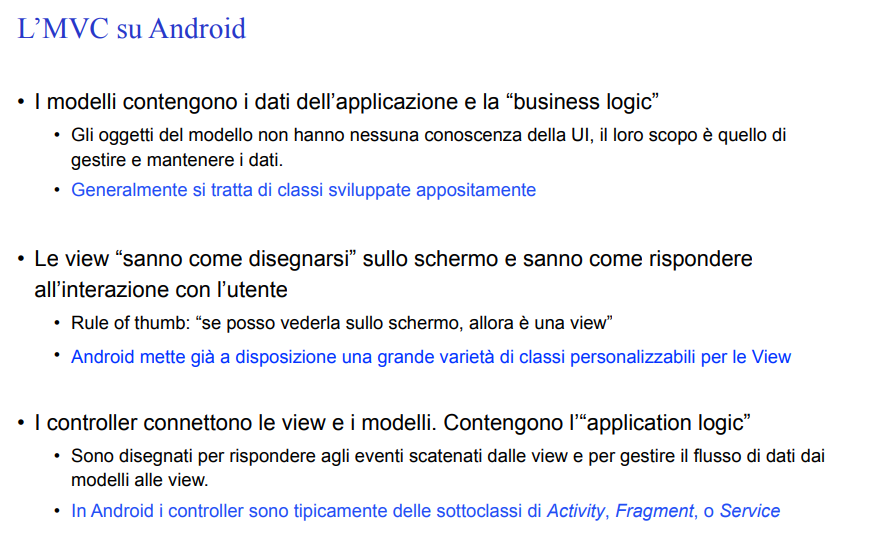 L’MVC su Android
• I modelli contengono i dati dell’applicazione e la “business logic”
• Gli oggetti del modello non hanno nessuna conoscenza della UI, il loro scopo è quello di
gestire e mantenere i dati.
• Generalmente si tratta di classi sviluppate appositamente
• Le view “sanno come disegnarsi” sullo schermo e sanno come rispondere
all’interazione con l’utente
• Rule of thumb: “se posso vederla sullo schermo, allora è una view”
• Android mette già a disposizione una grande varietà di classi personalizzabili per le View
• I controller connettono le view e i modelli. Contengono l’“application logic”
• Sono disegnati per rispondere agli eventi scatenati dalle view e per gestire il flusso di dati dai
modelli alle view.
• In Android i controller sono tipicamente delle sottoclassi di Activity, Fragment, o Service